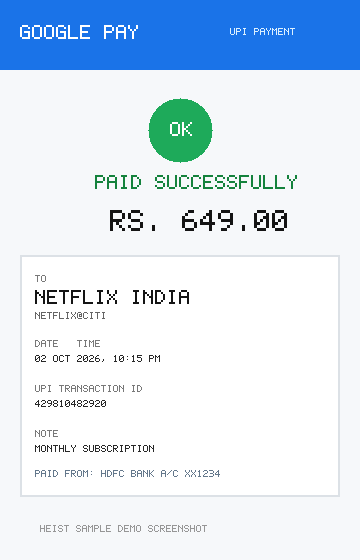 GOOGLE PAY
UPI PAYMENT
OK
PAID SUCCESSFULLY
RS. 649.00
TO
NETFLIX INDIA
NETFLIX@CITI
DATE TIME
02 OCT 2026, 10:15 PM
UPI TRANSACTION ID
429810482920
NOTE
MONTHLY SUBSCRIPTION
PAID FROM: HDFC BANK A/C XX1234
HEIST SAMPLE DEMO SCREENSHOT